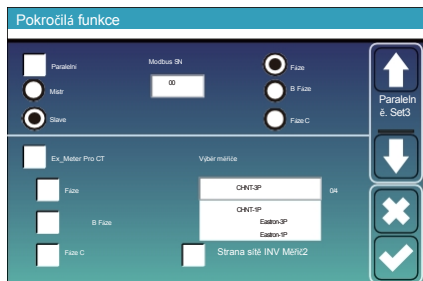 Pokročilá funkce
Paralelní
Modbus SN
Fáze
Mistr
00
B Fáze
Slave
Fáze C
Paraleln
ě. Set3
Ex_Meter Pro CT
Výběr měřiče
Fáze
CHNT-3P
0/4
CHNT-1P
B Fáze
Eastron-3P
Eastron-1P
Fáze C
Strana sítě INV Měřič2